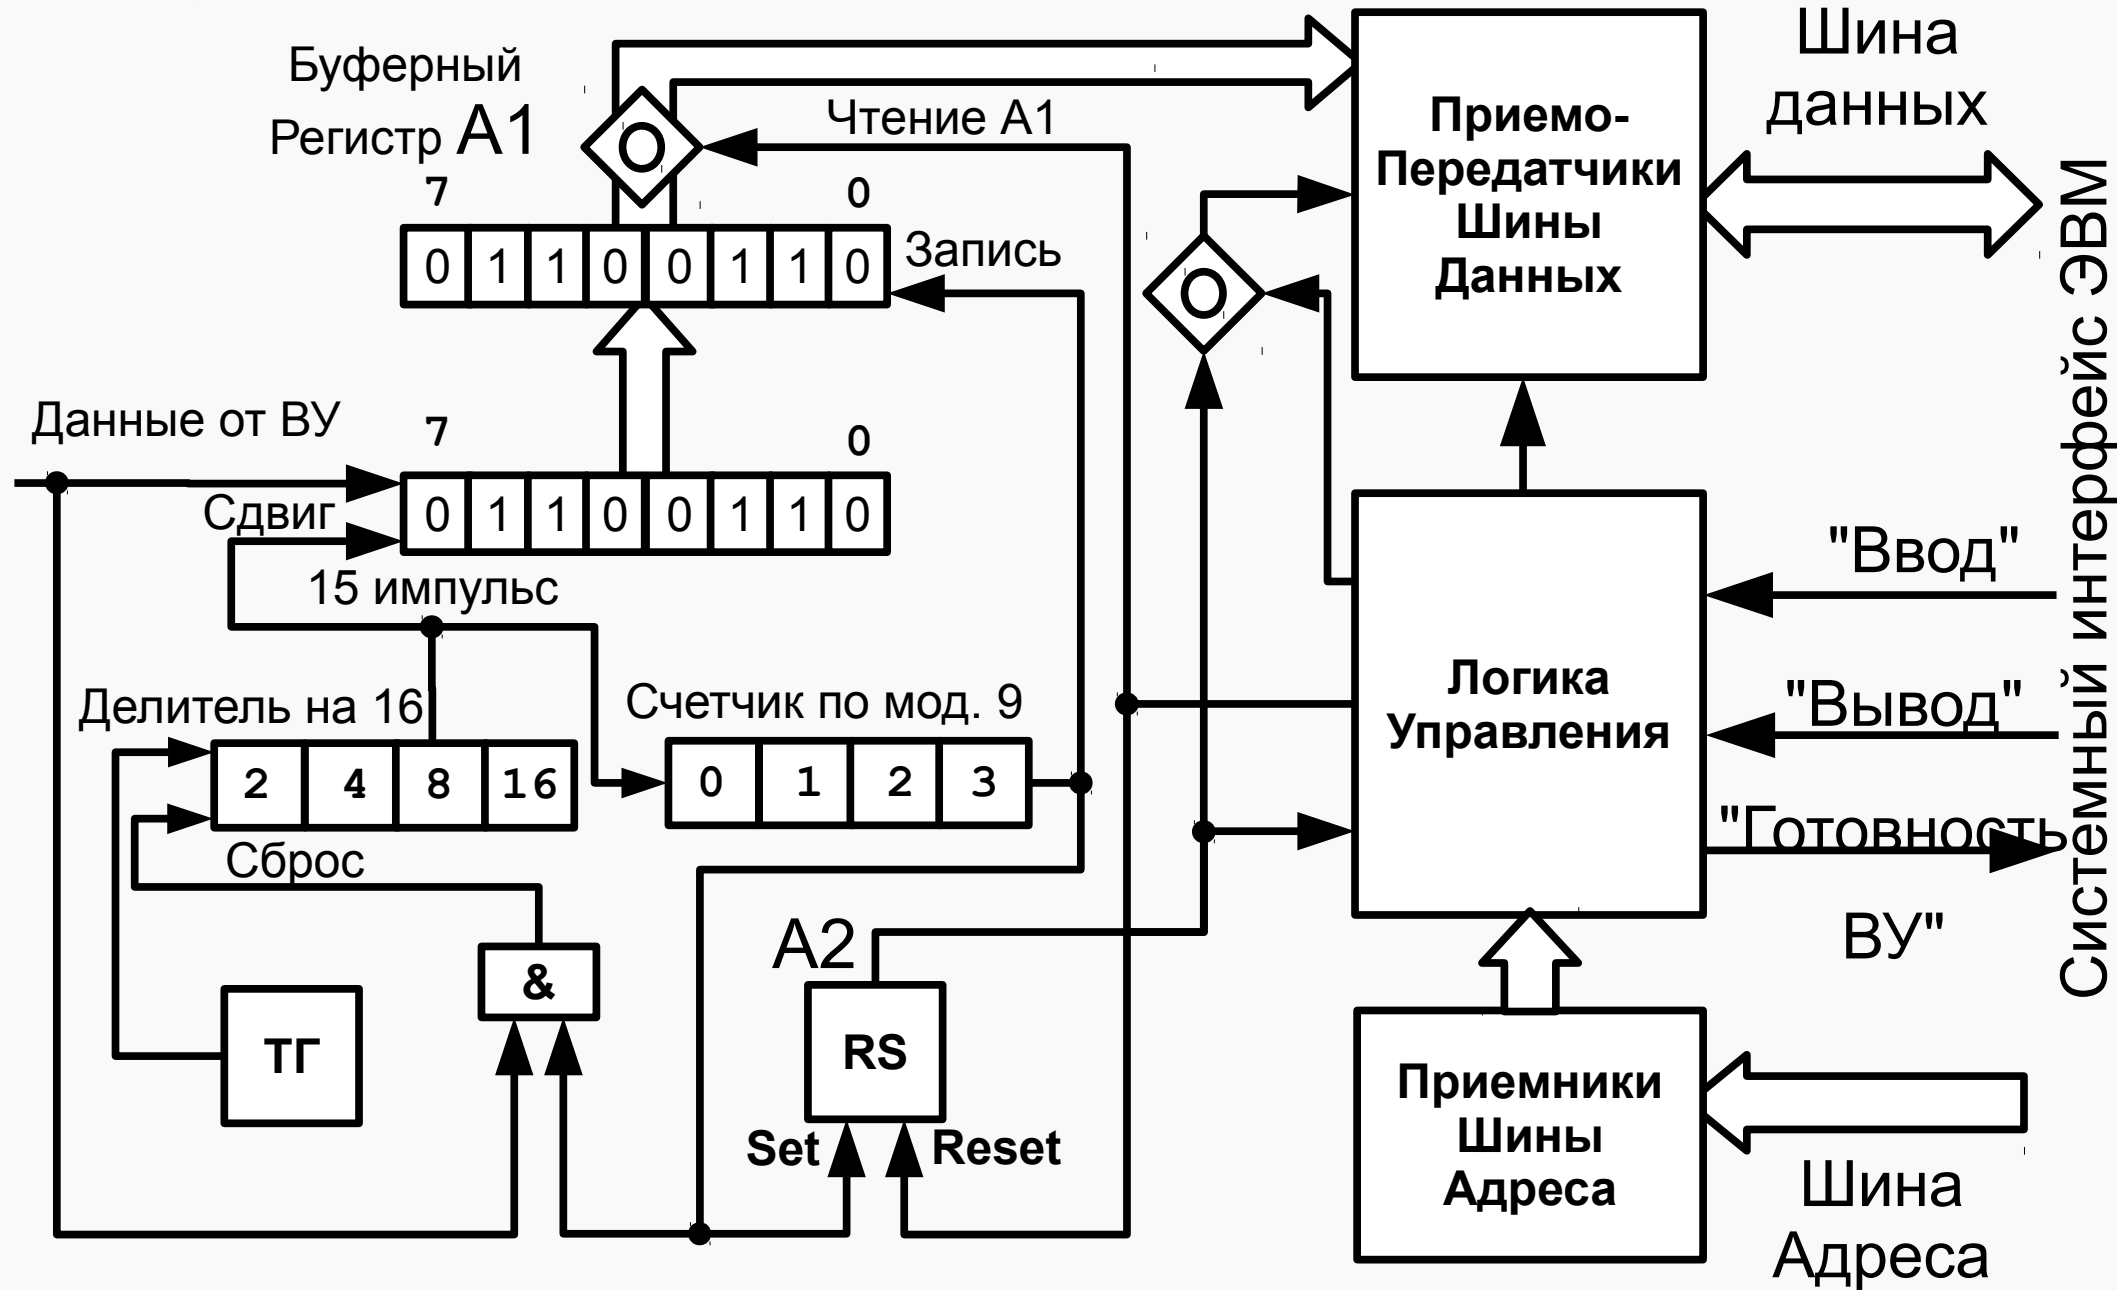 Буферный
Регистр А1
7 0
0 1 1 0 0 1 1 0
Чтение А1
Запись
Данные от ВУ
7 0
0 1 1 0 0 1 1 0
Сдвиг
15 импульс
Делитель на 16
2 4 8 16
Сброс
Счетчик по мод. 9
0 1 2 3
ТГ
&
А2
RS
Set
Reset
Приемо-
Передатчики
Шины
Данных
Логика
Управления
Приемники
Шины
Адреса
Шина
данных
"Ввод"
"Вывод"
"Готовность
ВУ"
Шина
Адреса
Системный интерфейс ЭВМ